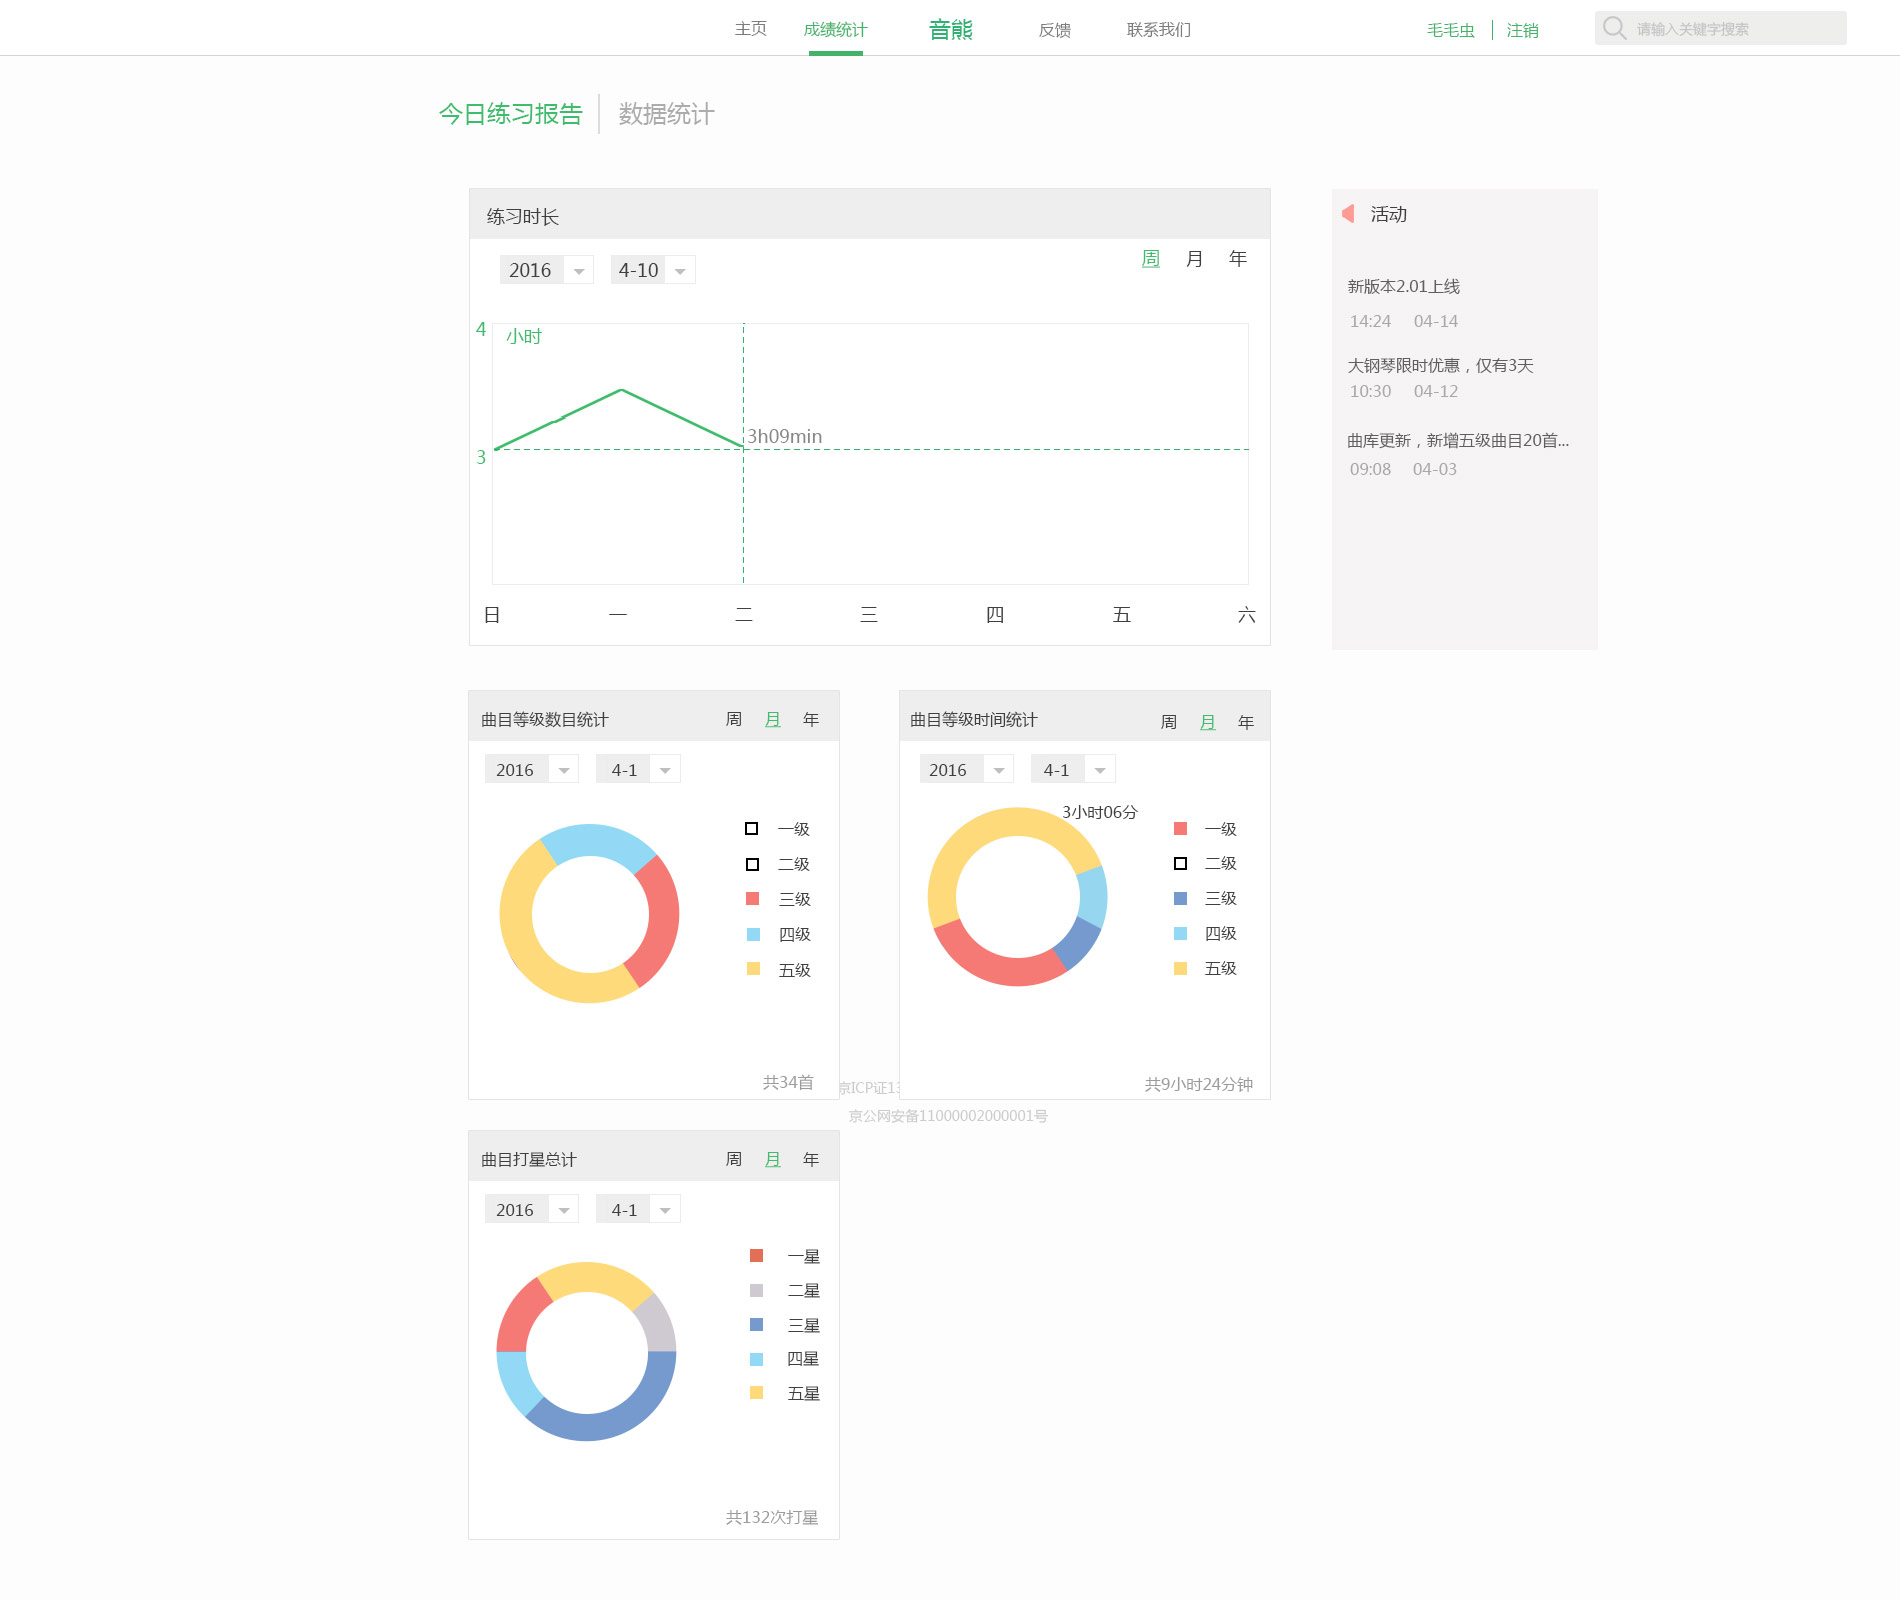 主页 成绩统计 音熊 反馈 联系我们 毛毛虫 注销 请输入关键字搜索
今日练习报告 数据统计
练习时长
2016 4-10 周 月 年
4 小时
3h09min
3
日 一 二 三 四 五 六
活动
新版本2.01上线
14:24 04-14
大钢琴限时优惠，仅有3天
10:30 04-12
曲库更新，新增五级曲目20首...
09:08 04-03
曲目等级数目统计 周 月 年
2016 4-1
一级
二级
三级
四级
五级
共34首
曲目等级时间统计 周 月 年
2016 4-1
3小时06分
一级
二级
三级
四级
五级
共9小时24分钟
京ICP证13
京公网安备11000002000001号
曲目打星总计 周 月 年
2016 4-1
一星
二星
三星
四星
五星
共132次打星